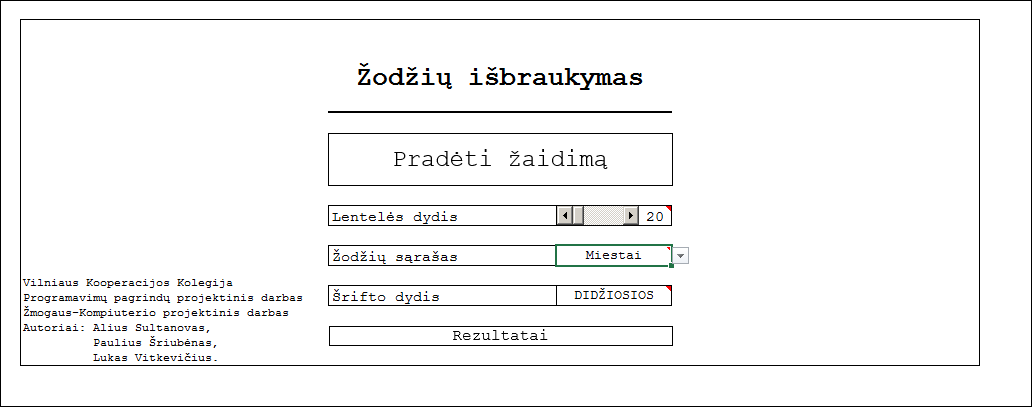 Žodžių išbraukymas
Pradėti žaidimą
Lentelės dydis 20
Žodžių sąrašas Miestai
Šrifto dydis DIDŽIOSIOS
Rezultatai
Vilniaus Kooperacijos Kolegija
Programavimų pagrindų projektinis darbas
Žmogaus-Kompiuterio projektinis darbas
Autoriai: Alius Sultanovas,
Paulius Šriubėnas,
Lukas Vitkevičius.